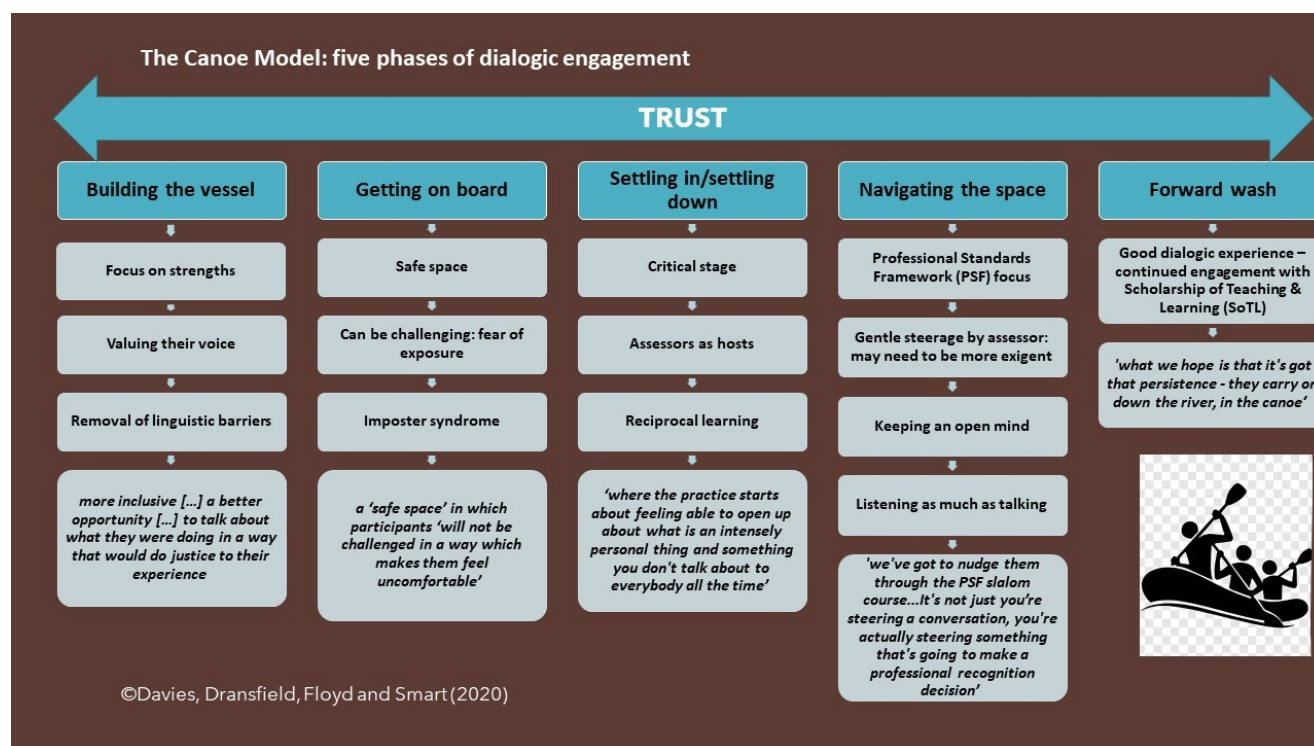 The Canoe Model: five phases of dialogic engagement
TRUST
Building the vessel
Focus on strengths
Valuing their voice
Removal of linguistic barriers
more inclusive […] a better
opportunity […] to talk about
what they were doing in a way
that would do justice to their
experience
Getting on board
Safe space
Can be challenging: fear of
exposure
Imposter syndrome
a ‘safe space’ in which
participants ‘will not be
challenged in a way which
makes them feel
uncomfortable’
Settling in/settling
down
Critical stage
Assessors as hosts
Reciprocal learning
‘where the practice starts
about feeling able to open up
about what is an intensely
personal thing and something
you don't talk about to
everybody all the time’
Navigating the space
Professional Standards
Framework (PSF) focus
Gentle steerage by assessor:
may need to be more exigent
Keeping an open mind
Listening as much as talking
'we've got to nudge them
through the PSF slalom
course...It's not just you’re
steering a conversation, you're
actually steering something
that's going to make a
professional recognition
decision’
Forward wash
Good dialogic experience –
continued engagement with
Scholarship of Teaching &
Learning (SoTL)
'what we hope is that it's got
that persistence - they carry on
down the river, in the canoe’
©Davies, Dransfield, Floyd and Smart (2020)